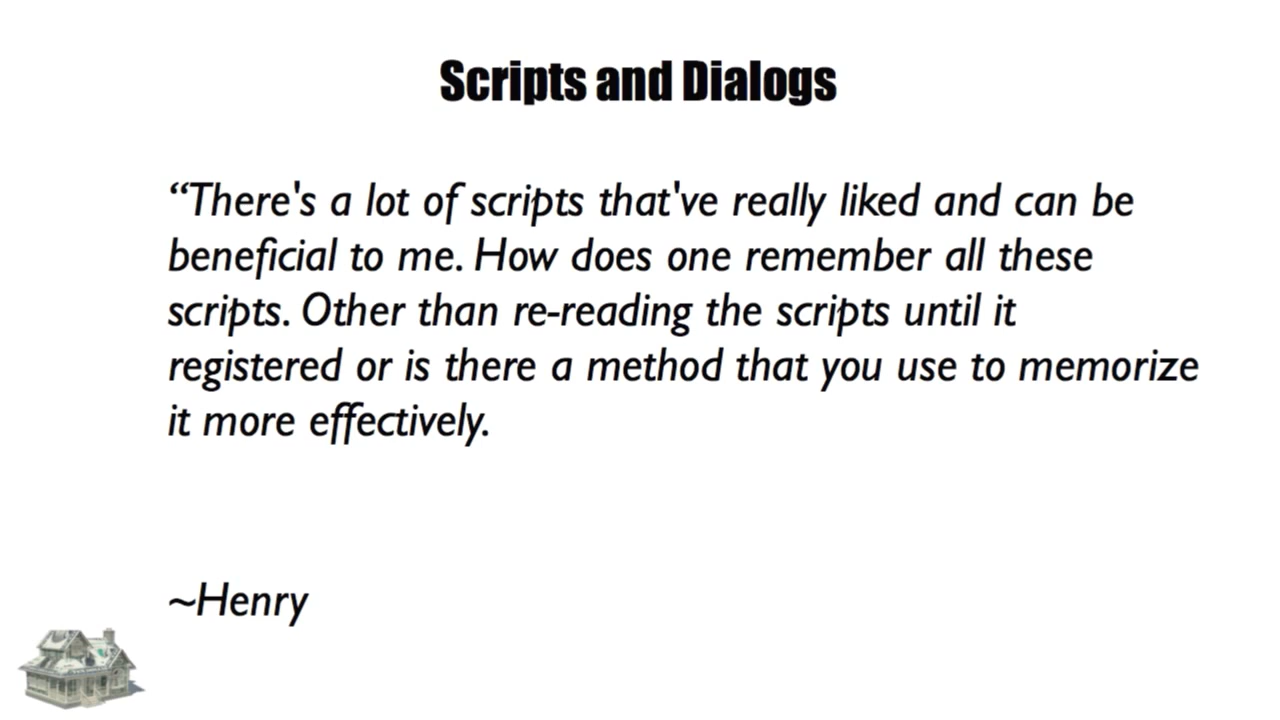 Scripts and Dialogs
“There's a lot of scripts that've really liked and can be
beneficial to me. How does one remember all these
scripts. Other than re-reading the scripts until it
registered or is there a method that you use to memorize
it more effectively.
~Henry